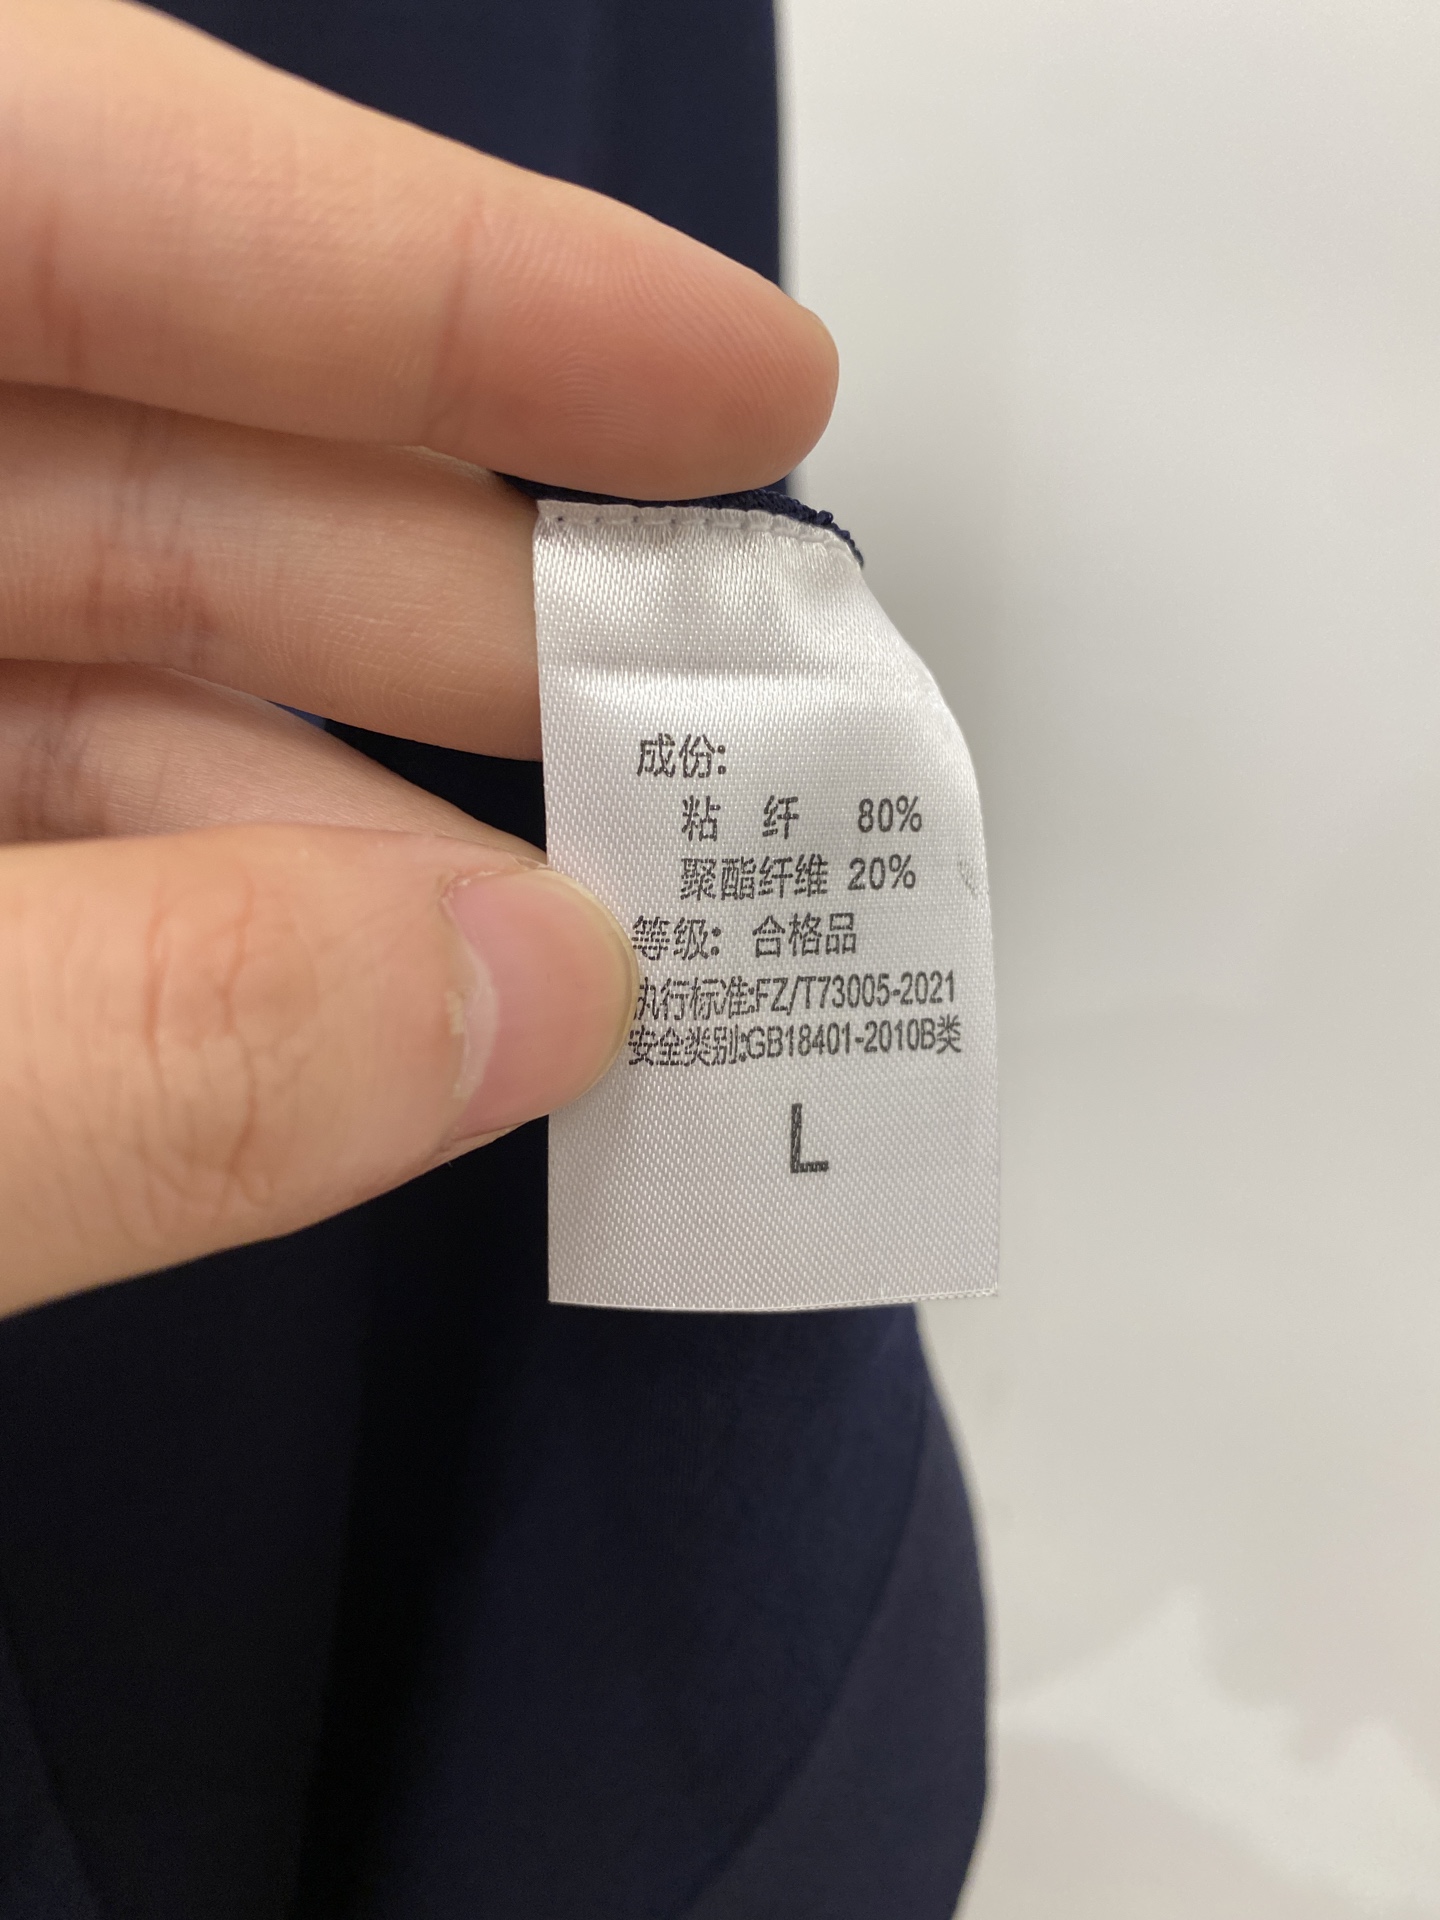 成份:
粘 纤 80%
聚酯纤维 20%
等级: 合格品
执行标准:FZ/T73005-2021
安全类别:GB18401-2010B类
L